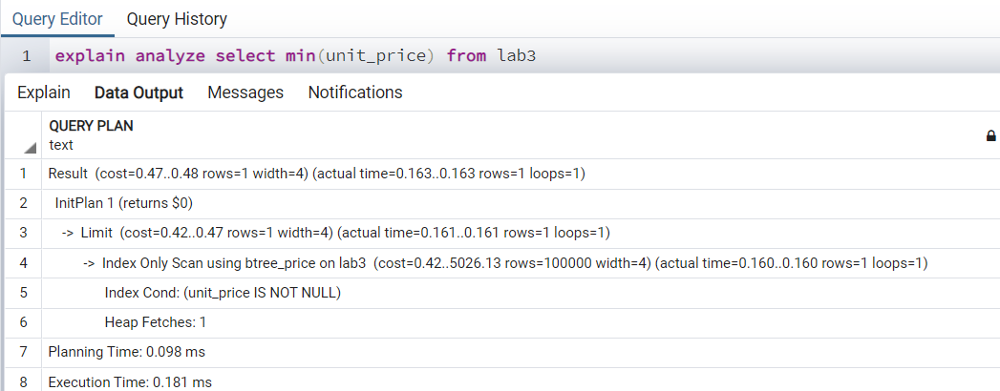 Query Editor Query History
1 explain analyze select min(unit_price) from lab3
Explain Data Output Messages Notifications
QUERY PLAN
text
1 Result (cost=0.47..0.48 rows=1 width=4) (actual time=0.163..0.163 rows=1 loops=1)
2 InitPlan 1 (returns $0)
3 -> Limit (cost=0.42..0.47 rows=1 width=4) (actual time=0.161..0.161 rows=1 loops=1)
4 -> Index Only Scan using btree_price on lab3 (cost=0.42..5026.13 rows=100000 width=4) (actual time=0.160..0.160 rows=1 loops=1)
5 Index Cond: (unit_price IS NOT NULL)
6 Heap Fetches: 1
7 Planning Time: 0.098 ms
8 Execution Time: 0.181 ms